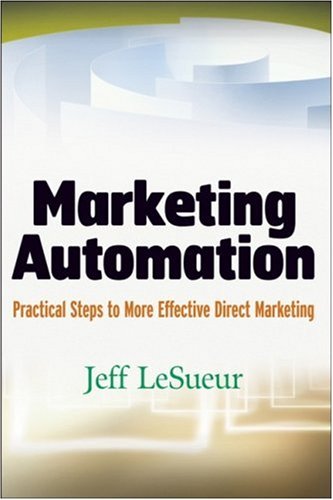 Marketing
Automation
Practical Steps to More Effective Direct Marketing
Jeff LeSueur